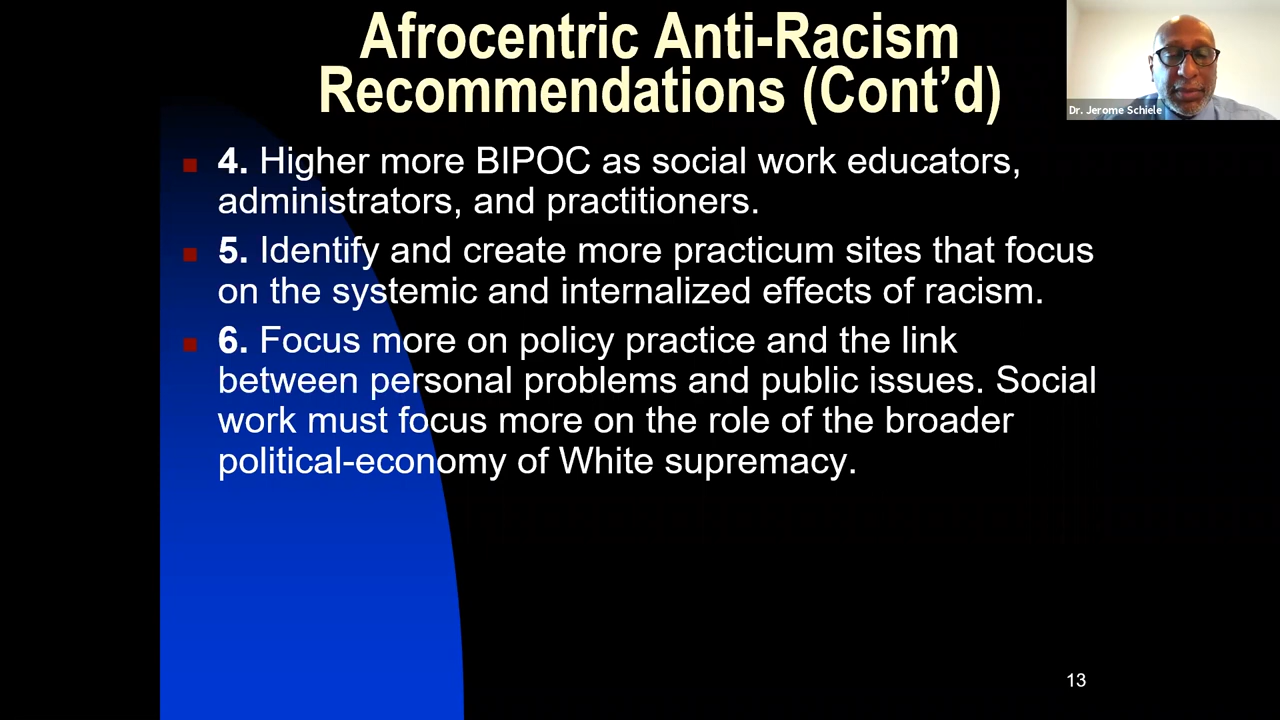 Afrocentric Anti-Racism
Recommendations (Cont’d)
Dr. Jerome Schiele
4. Higher more BIPOC as social work educators,
administrators, and practitioners.
5. Identify and create more practicum sites that focus
on the systemic and internalized effects of racism.
6. Focus more on policy practice and the link
between personal problems and public issues. Social
work must focus more on the role of the broader
political-economy of White supremacy.
13